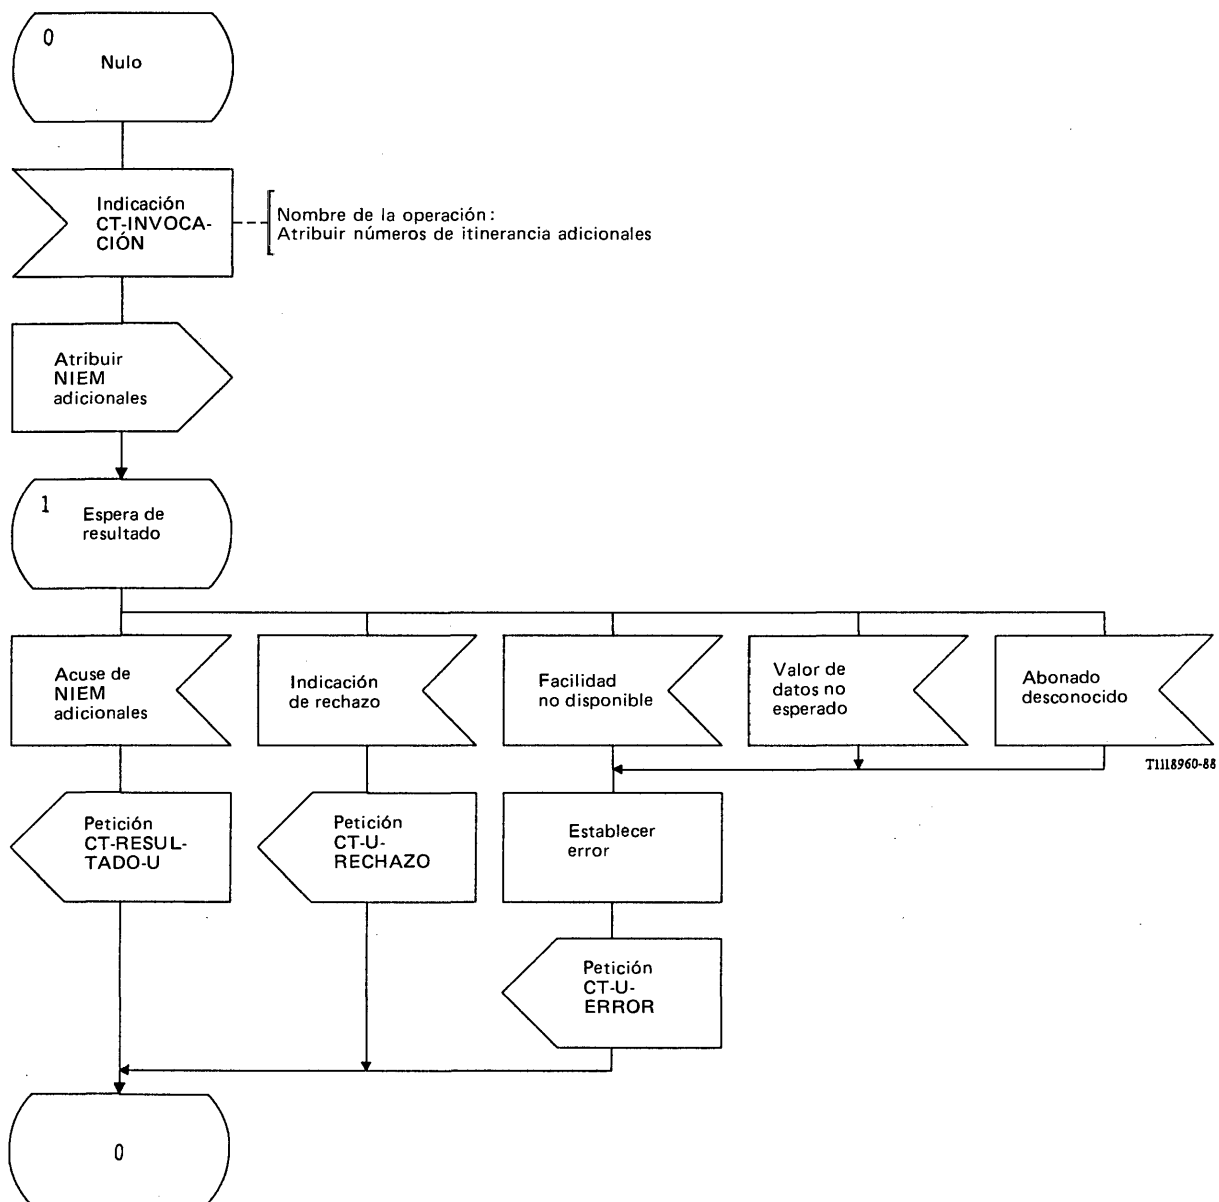 0
Nulo
Indicación
CT-INVOCA-
CIÓN
Nombre de la operación:
Atribuir números de itinerancia adicionales
Atribuir
NIEM
adicionales
1
Espera de
resultado
Acuse de
NIEM
adicionales
Indicación
de rechazo
Facilidad
no disponible
Valor de
datos no
esperado
Abonado
desconocido
T1118960-88
Petición
CT-RESUL-
TADO-U
Petición
CT-U-
RECHAZO
Establecer
error
Petición
CT-U-
ERROR
0